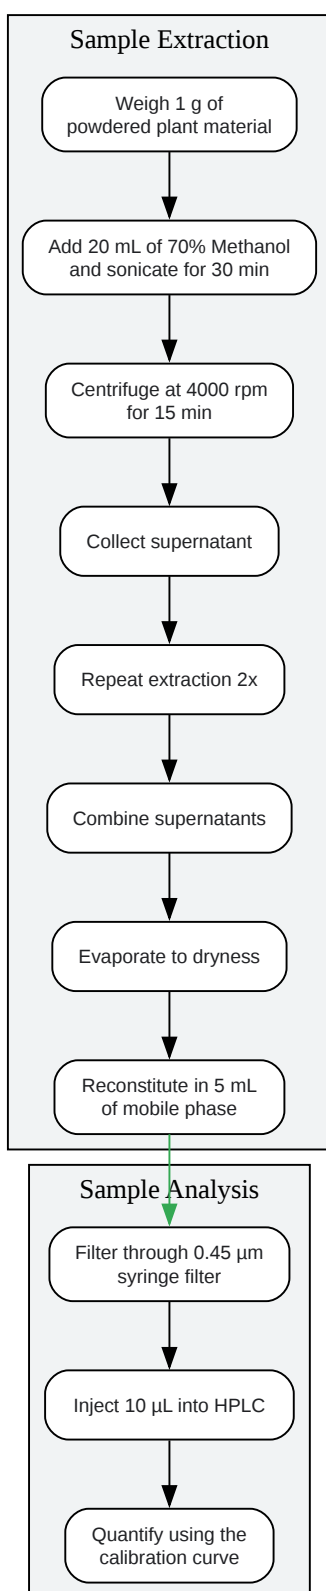 Sample Extraction
Weigh 1 g of
powdered plant material
Add 20 mL of 70% Methanol
and sonicate for 30 min
Centrifuge at 4000 rpm
for 15 min
Collect supernatant
Repeat extraction 2x
Combine supernatants
Evaporate to dryness
Reconstitute in 5 mL
of mobile phase
Sample Analysis
Filter through 0.45 µm
syringe filter
Inject 10 µL into HPLC
Quantify using the
calibration curve